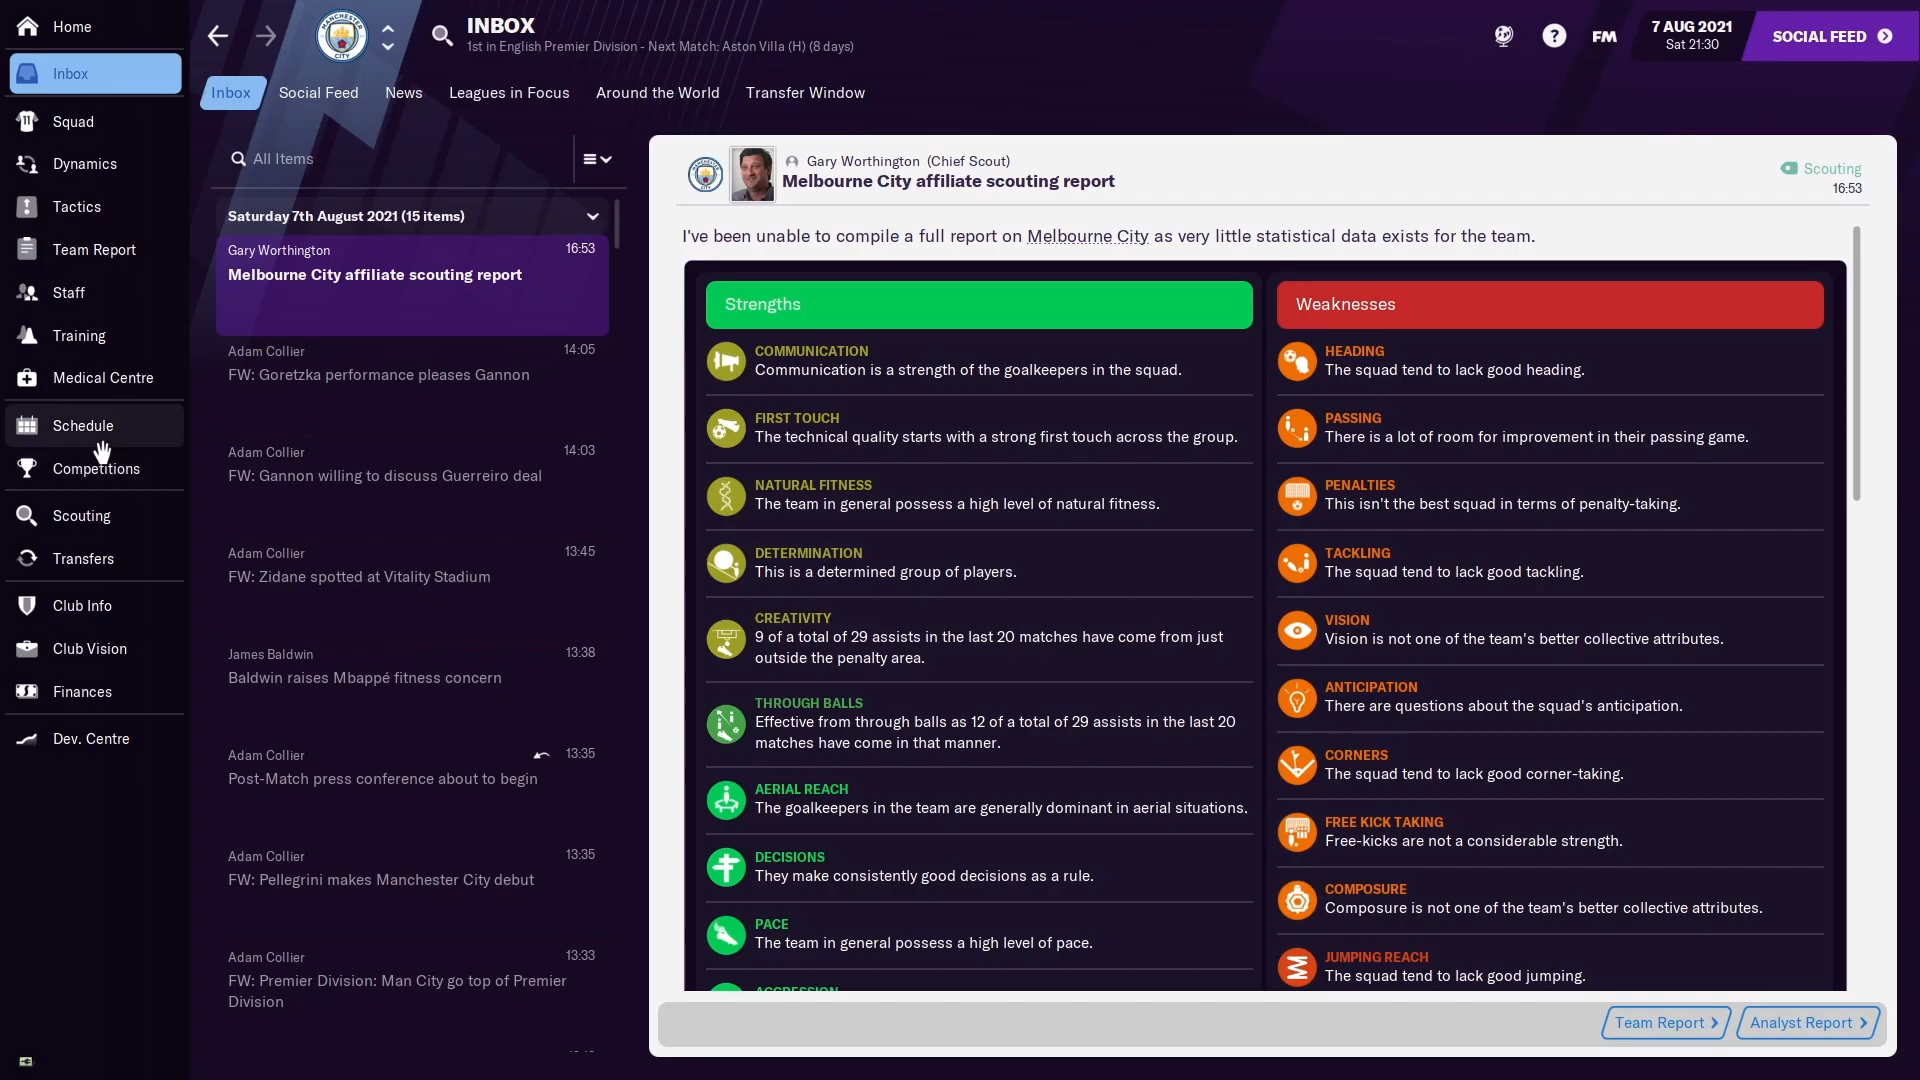 Home
Inbox
Squad
Dynamics
Tactics
Team Report
Staff
Training
Medical Centre
Schedule
Competitions
Scouting
Transfers
Club Info
Club Vision
Finances
Dev. Centre
MANCHESTER
CITY
INBOX
1st in English Premier Division - Next Match: Aston Villa (H) (8 days)
?
FM
7 AUG 2021
Sat 21:30
SOCIAL FEED
Inbox
Social Feed
News
Leagues in Focus
Around the World
Transfer Window
All Items
Saturday 7th August 2021 (15 items)
Gary Worthington 16:53
Melbourne City affiliate scouting report
Adam Collier 14:05
FW: Goretzka performance pleases Gannon
Adam Collier 14:03
FW: Gannon willing to discuss Guerreiro deal
Adam Collier 13:45
FW: Zidane spotted at Vitality Stadium
James Baldwin 13:38
Baldwin raises Mbappé fitness concern
Adam Collier 13:35
Post-Match press conference about to begin
Adam Collier 13:35
FW: Pellegrini makes Manchester City debut
Adam Collier 13:33
FW: Premier Division: Man City go top of Premier
Division
Gary Worthington (Chief Scout)
Melbourne City affiliate scouting report
Scouting
16:53
I've been unable to compile a full report on Melbourne City as very little statistical data exists for the team.
Strengths
COMMUNICATION
Communication is a strength of the goalkeepers in the squad.
FIRST TOUCH
The technical quality starts with a strong first touch across the group.
NATURAL FITNESS
The team in general possess a high level of natural fitness.
DETERMINATION
This is a determined group of players.
CREATIVITY
9 of a total of 29 assists in the last 20 matches have come from just
outside the penalty area.
THROUGH BALLS
Effective from through balls as 12 of a total of 29 assists in the last 20
matches have come in that manner.
AERIAL REACH
The goalkeepers in the team are generally dominant in aerial situations.
DECISIONS
They make consistently good decisions as a rule.
PACE
The team in general possess a high level of pace.
AGGRESSION
Weaknesses
HEADING
The squad tend to lack good heading.
PASSING
There is a lot of room for improvement in their passing game.
PENALTIES
This isn't the best squad in terms of penalty-taking.
TACKLING
The squad tend to lack good tackling.
VISION
Vision is not one of the team's better collective attributes.
ANTICIPATION
There are questions about the squad's anticipation.
CORNERS
The squad tend to lack good corner-taking.
FREE KICK TAKING
Free-kicks are not a considerable strength.
COMPOSURE
Composure is not one of the team's better collective attributes.
JUMPING REACH
The squad tend to lack good jumping.
Team Report
Analyst Report